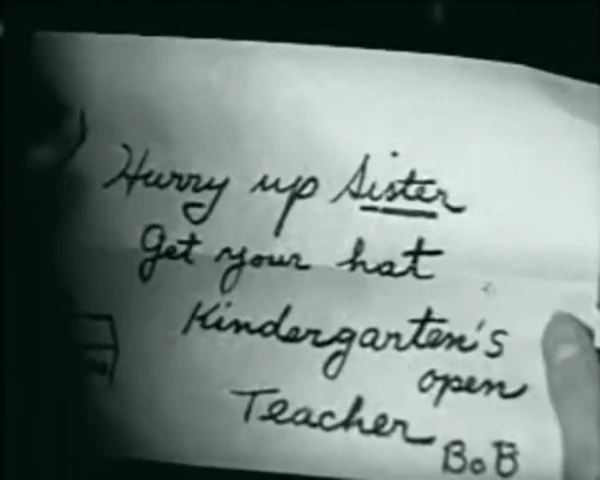 Hurry up Sister
Get your hat
Kindergarten's
open
Teacher
BoB